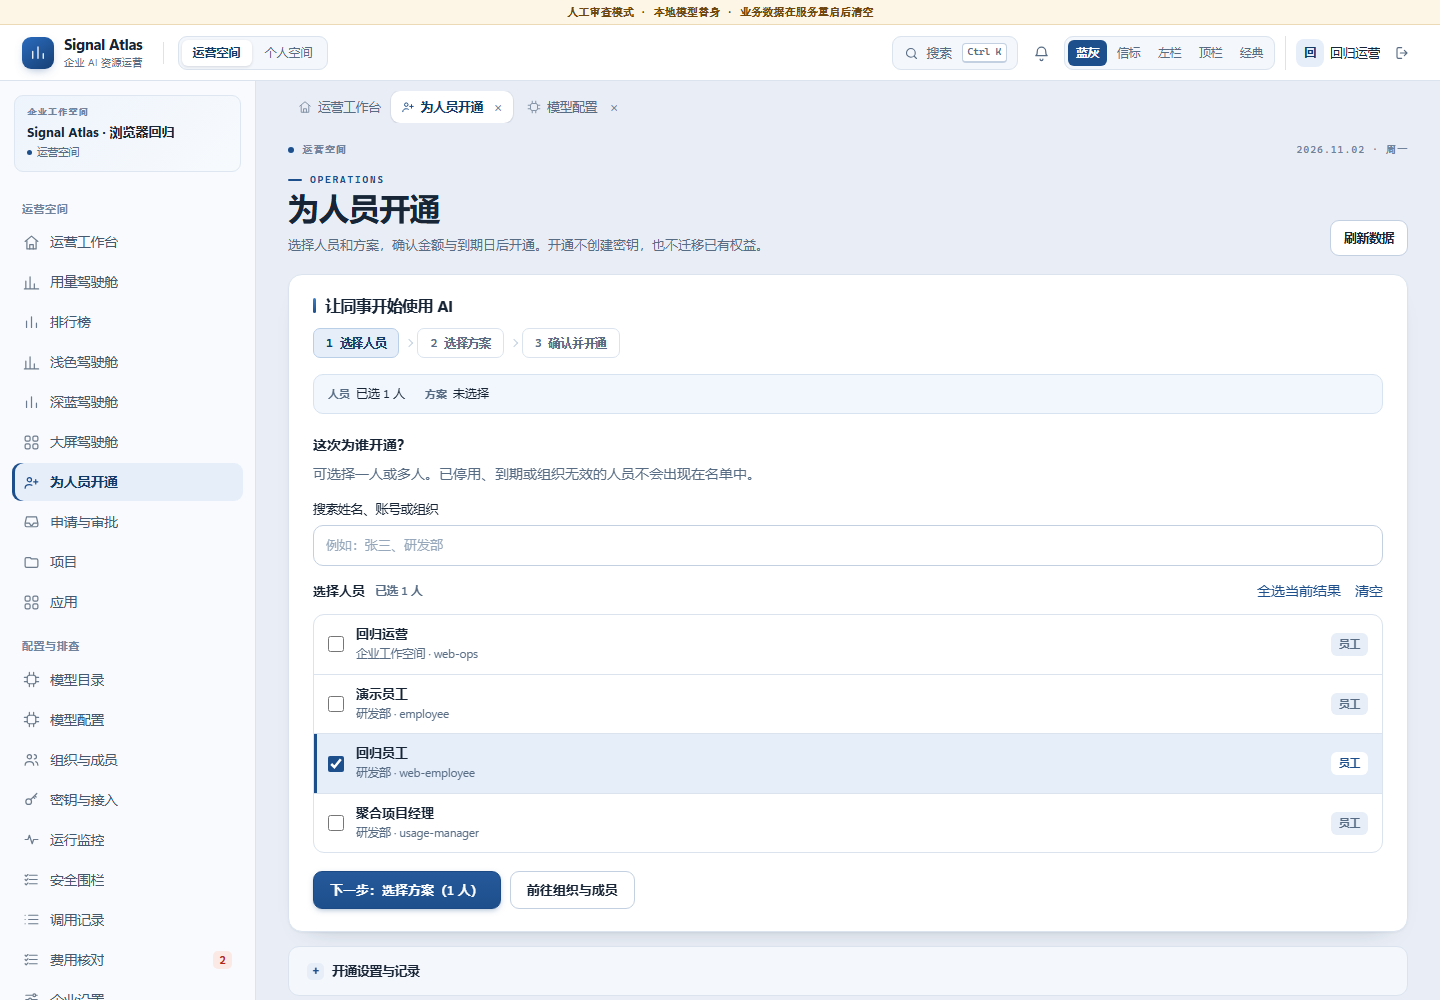 人工审查模式 · 本地模型替身 · 业务数据在服务重启后清空
Signal Atlas
企业 AI 资源运营
运营空间 个人空间
搜索 Ctrl K
蓝灰 信标 左栏 顶栏 经典
回 回归运营
企业工作空间
Signal Atlas · 浏览器回归
运营空间
运营空间
运营工作台
用量驾驶舱
排行榜
浅色驾驶舱
深蓝驾驶舱
大屏驾驶舱
为人员开通
申请与审批
项目
应用
配置与排查
模型目录
模型配置
组织与成员
密钥与接入
运行监控
安全围栏
调用记录
费用核对 2
企业设置
运营工作台 为人员开通 × 模型配置 ×
运营空间
2026.11.02 · 周一
OPERATIONS
为人员开通
选择人员和方案，确认金额与到期日后开通。开通不创建密钥，也不迁移已有权益。
刷新数据
让同事开始使用 AI
1 选择人员 › 2 选择方案 › 3 确认并开通
人员 已选 1 人 方案 未选择
这次为谁开通？
可选择一人或多人。已停用、到期或组织无效的人员不会出现在名单中。
搜索姓名、账号或组织
例如：张三、研发部
选择人员 已选 1 人
全选当前结果 清空
回归运营
企业工作空间 · web-ops
员工
演示员工
研发部 · employee
员工
回归员工
研发部 · web-employee
员工
聚合项目经理
研发部 · usage-manager
员工
下一步：选择方案（1 人） 前往组织与成员
+ 开通设置与记录